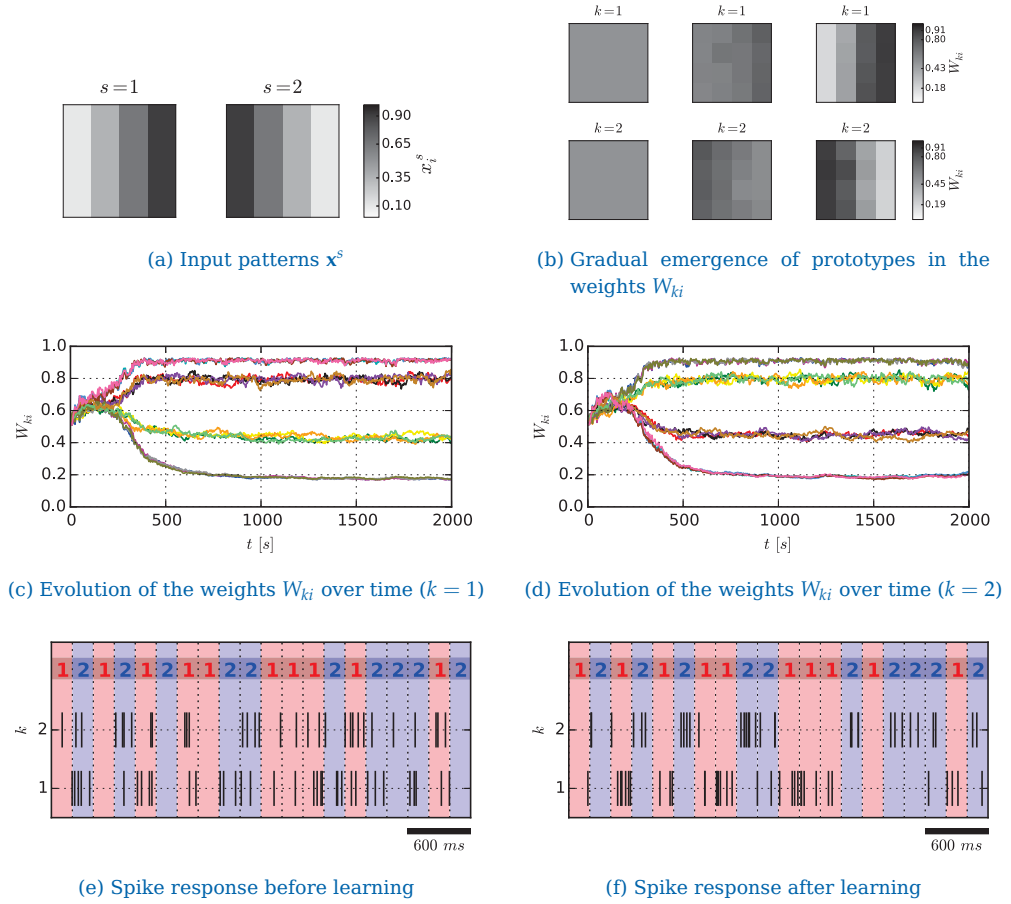 s=1
s=2
0.90
0.65
0.35
0.10
x_i^s
(a) Input patterns x^s
k=1
k=1
k=1
0.91
0.80
0.43
0.18
W_ki
k=2
k=2
k=2
0.91
0.80
0.45
0.19
W_ki
(b) Gradual emergence of prototypes in the
weights W_ki
1.0
0.8
0.6
0.4
0.2
0.0
W_ki
0 500 1000 1500 2000
t [s]
(c) Evolution of the weights W_ki over time (k = 1)
1.0
0.8
0.6
0.4
0.2
0.0
W_ki
0 500 1000 1500 2000
t [s]
(d) Evolution of the weights W_ki over time (k = 2)
1 2 1 2 1 2 1 1 2 2 1 1 1 2 1 2 2 2 1 2
2
k
1
600 ms
(e) Spike response before learning
1 2 1 2 1 2 1 1 2 2 1 1 1 2 1 2 2 2 1 2
2
k
1
600 ms
(f) Spike response after learning